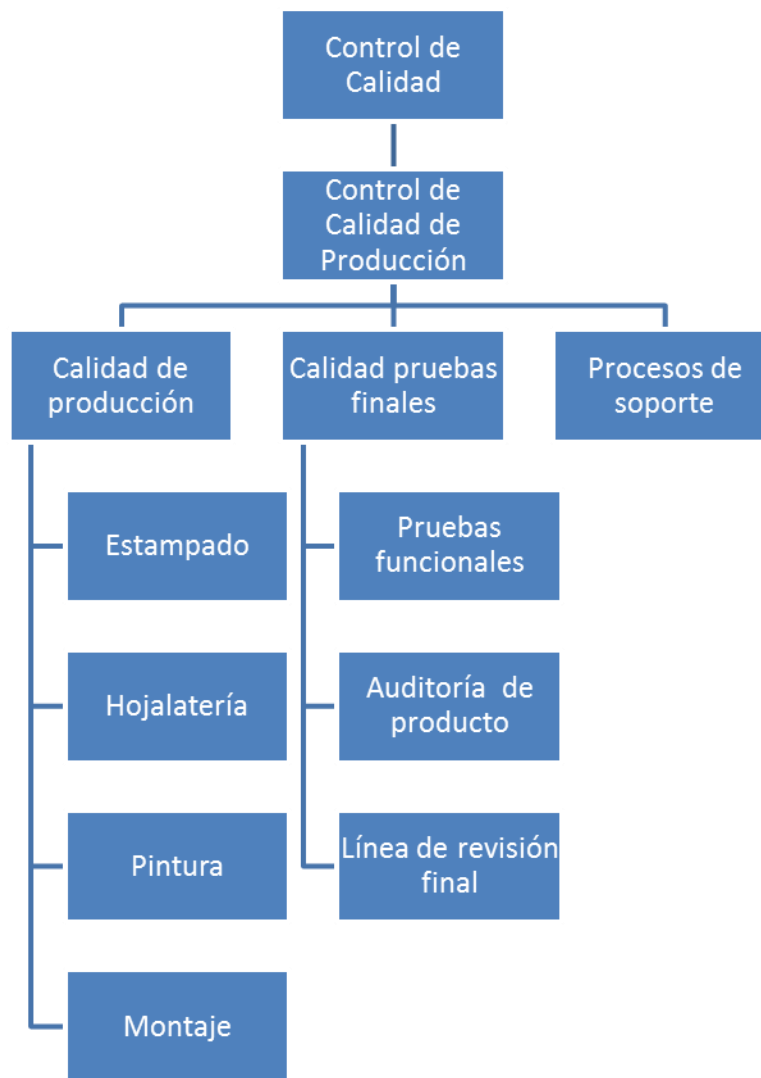 Control de
Calidad
Control de
Calidad de
Producción
Calidad de
producción
Calidad pruebas
finales
Procesos de
soporte
Estampado
Hojalatería
Pintura
Montaje
Pruebas
funcionales
Auditoría de
producto
Línea de revisión
final